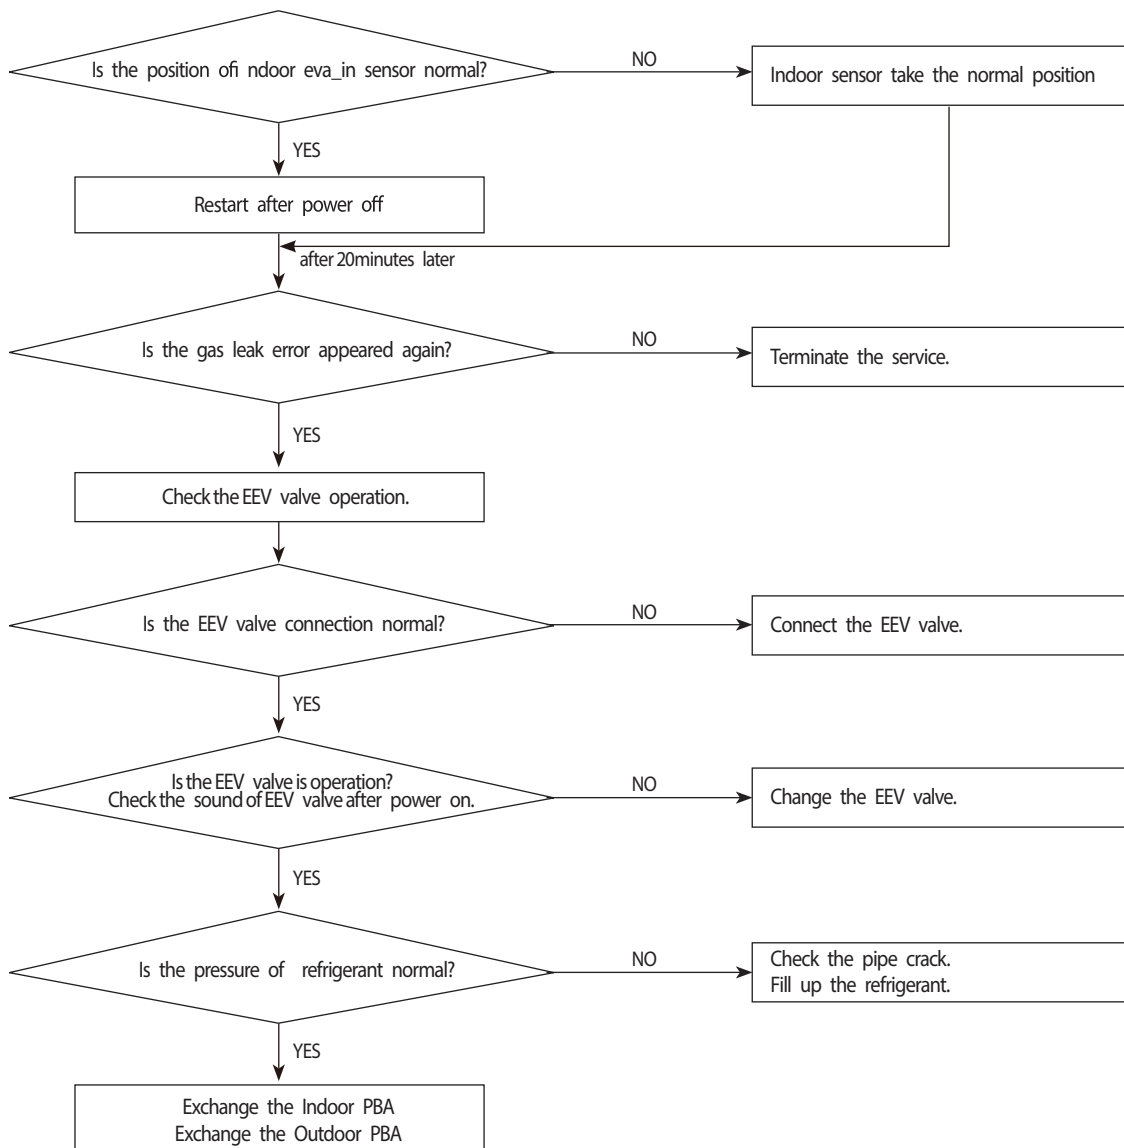 Is the position ofi ndoor eva_in sensor normal?
NO
Indoor sensor take the normal position
YES
Restart after power off
after 20minutes later
Is the gas leak error appeared again?
NO
Terminate the service.
YES
Check the EEV valve operation.
Is the EEV valve connection normal?
NO
Connect the EEV valve.
YES
Is the EEV valve is operation?
Check the sound of EEV valve after power on.
NO
Change the EEV valve.
YES
Is the pressure of refrigerant normal?
NO
Check the pipe crack.
Fill up the refrigerant.
YES
Exchange the Indoor PBA
Exchange the Outdoor PBA